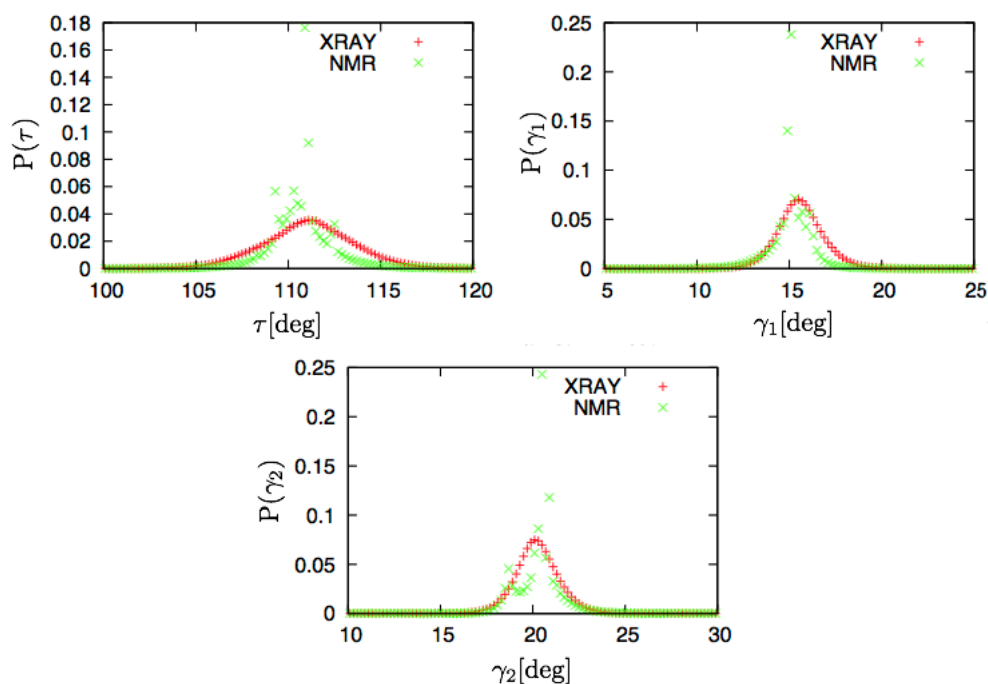 0.18
0.16
0.14
0.12
0.1
0.08
0.06
0.04
0.02
0
P(τ)
XRAY
NMR
100 105 110 115 120
τ[deg]
0.25
0.2
0.15
0.1
0.05
0
P(γ₁)
XRAY
NMR
5 10 15 20 25
γ₁[deg]
0.25
0.2
0.15
0.1
0.05
0
P(γ₂)
XRAY
NMR
10 15 20 25 30
γ₂[deg]